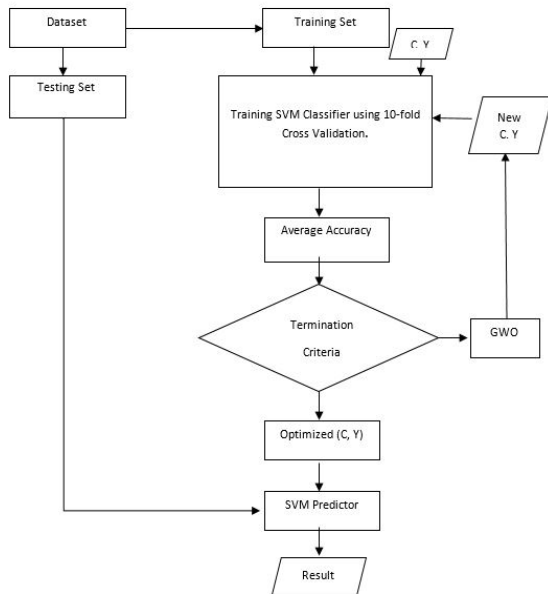 Dataset
Training Set
C. Y
Testing Set
Training SVM Classifier using 10-fold
Cross Validation.
New
C. Y
Average Accuracy
Termination
Criteria
GWO
Optimized (C, Y)
SVM Predictor
Result